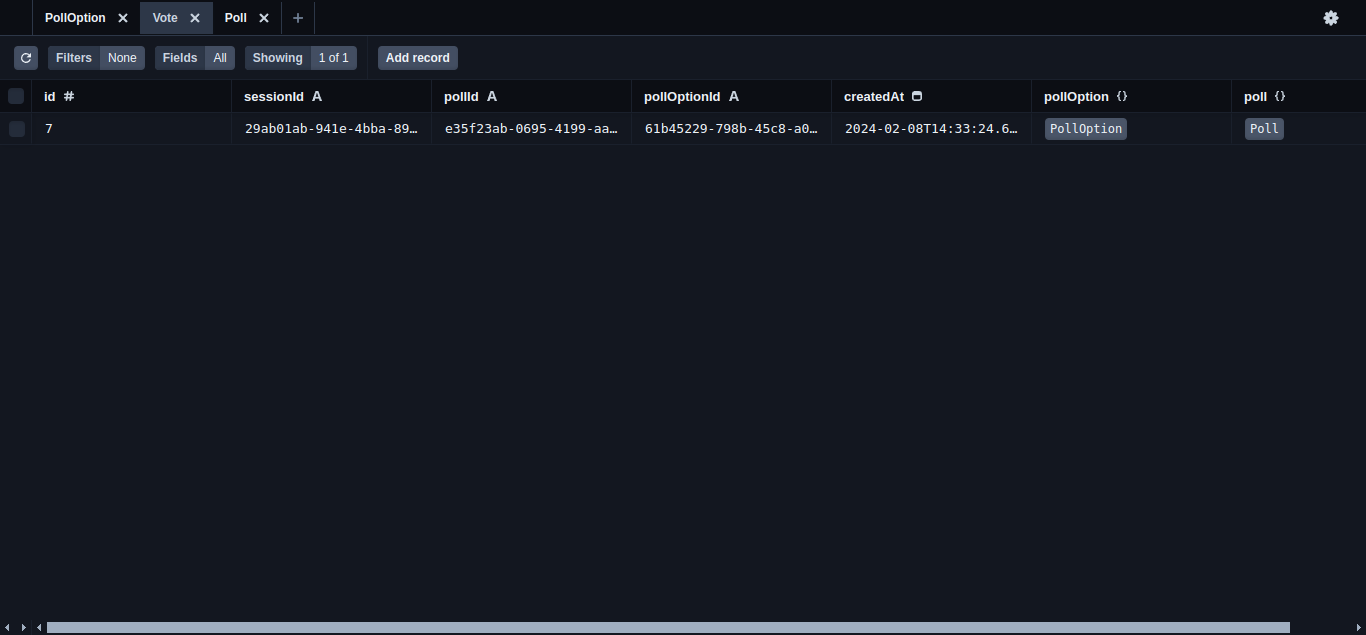 PollOption Vote Poll
Filters None Fields All Showing 1 of 1 Add record
id sessionId A pollId A pollOptionId A createdAt pollOption {} poll {}
7 29ab01ab-941e-4bba-89… e35f23ab-0695-4199-aa… 61b45229-798b-45c8-a0… 2024-02-08T14:33:24.6… PollOption Poll